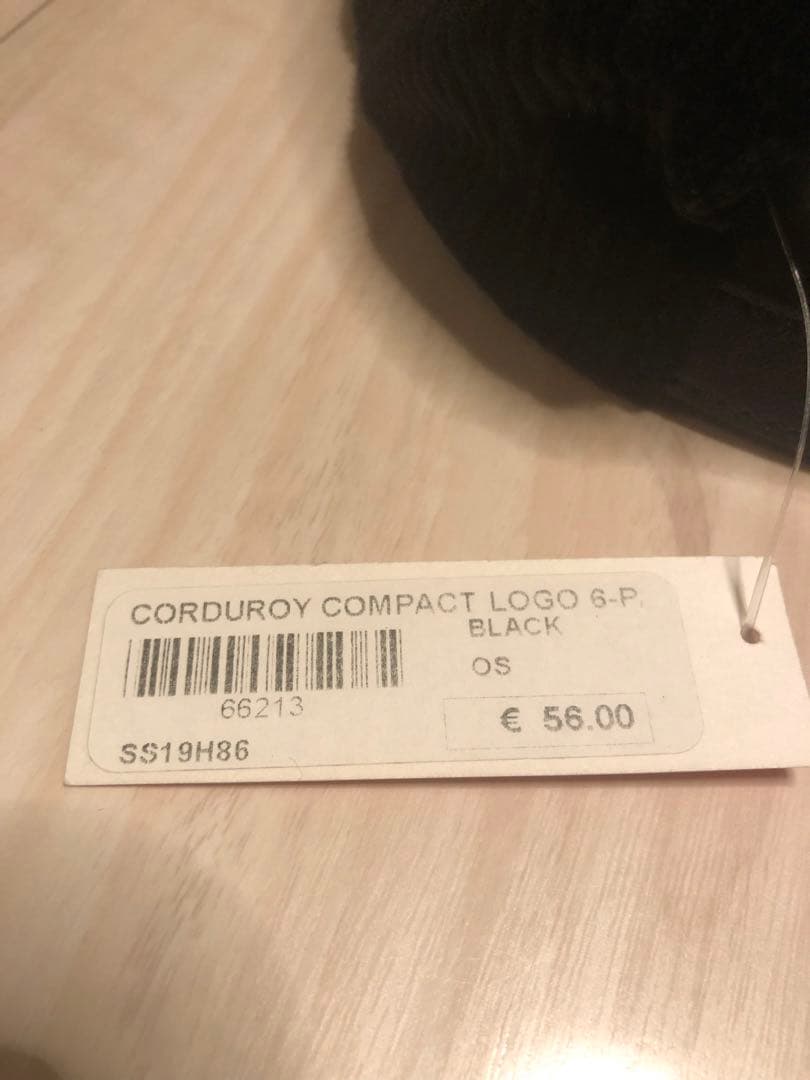 CORDUROY COMPACT LOGO 6-P
BLACK
OS
66213
€ 56.00
SS19H86